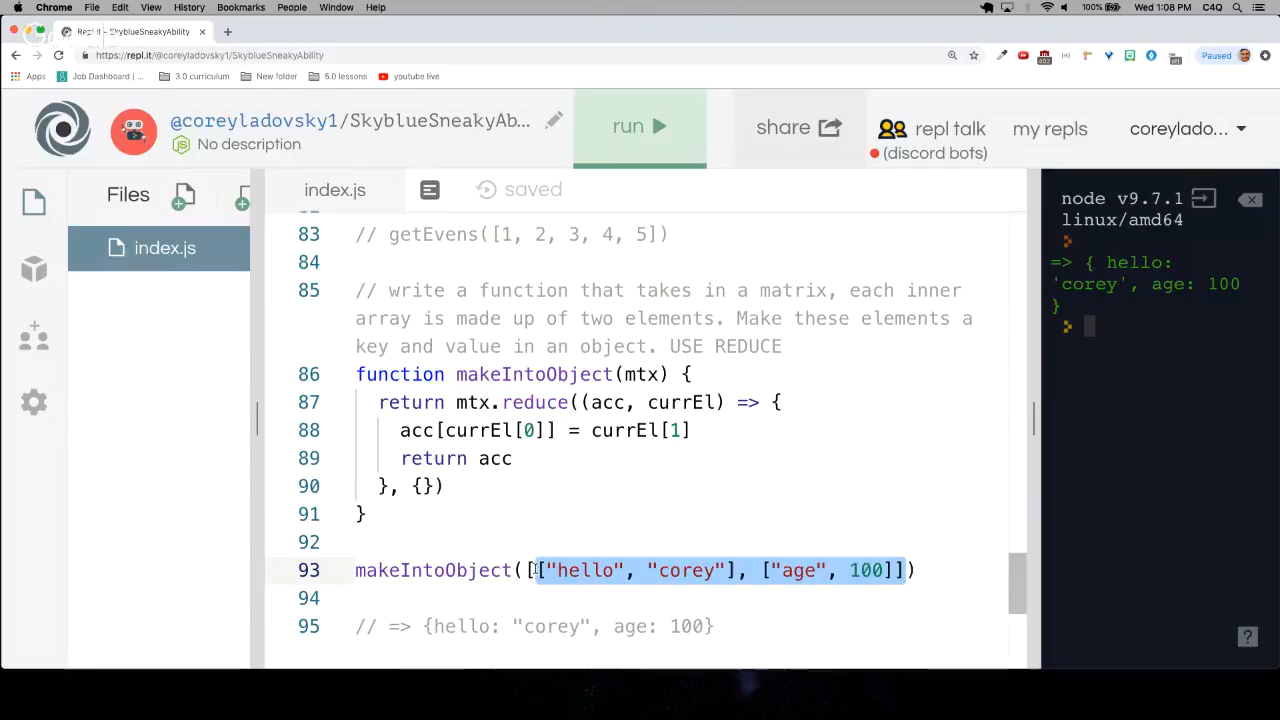 Chrome File Edit View History Bookmarks People Window Help 100% Wed 1:08 PM C4Q
Repl.it - SkyblueSneakyAbility
https://repl.it/@coreyladovsky1/SkyblueSneakyAbility Paused
Apps Job Dashboard | ... 3.0 curriculum New folder 5.0 lessons youtube live
@coreyladovsky1/SkyblueSneakyAb... run share repl talk my repls coreylado...
No description (discord bots)
Files index.js saved
index.js
node v9.7.1
linux/amd64
=> { hello:
'corey', age: 100
}
83 // getEvens([1, 2, 3, 4, 5])
84
85 // write a function that takes in a matrix, each inner
array is made up of two elements. Make these elements a
key and value in an object. USE REDUCE
86 function makeIntoObject(mtx) {
87 return mtx.reduce((acc, currEl) => {
88 acc[currEl[0]] = currEl[1]
89 return acc
90 }, {})
91 }
92
93 makeIntoObject([["hello", "corey"], ["age", 100]])
94
95 // => {hello: "corey", age: 100}
?